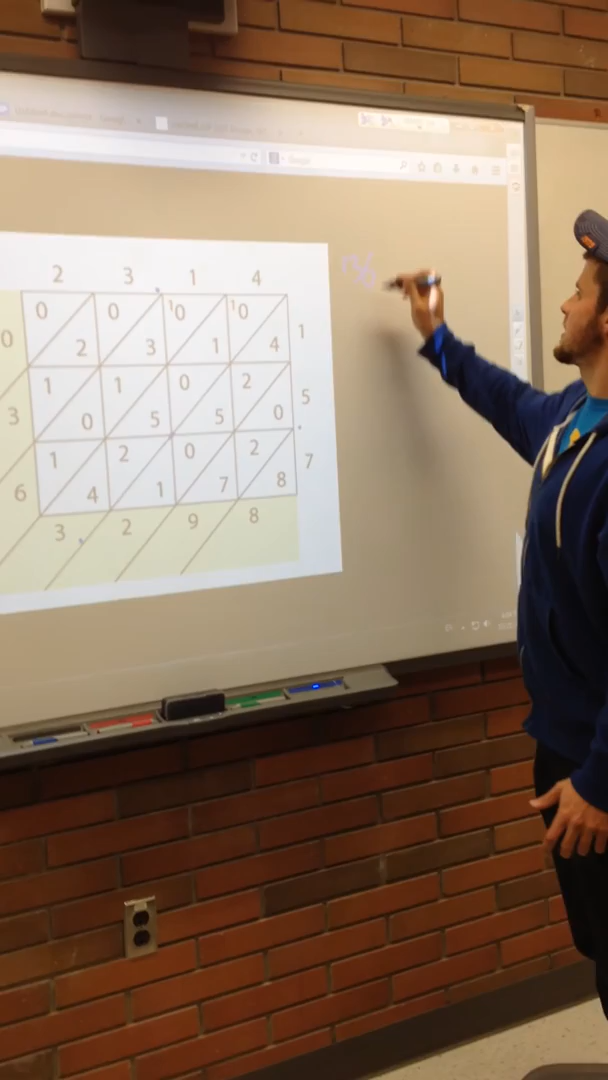 Google
2 3 1 4
0 0 ¹0 ¹0
0 2 3 1 4 1
1 1 0 2
3 0 5 5 0 5
1 2 0 2
6 4 1 7 8 7
3 2 9 8